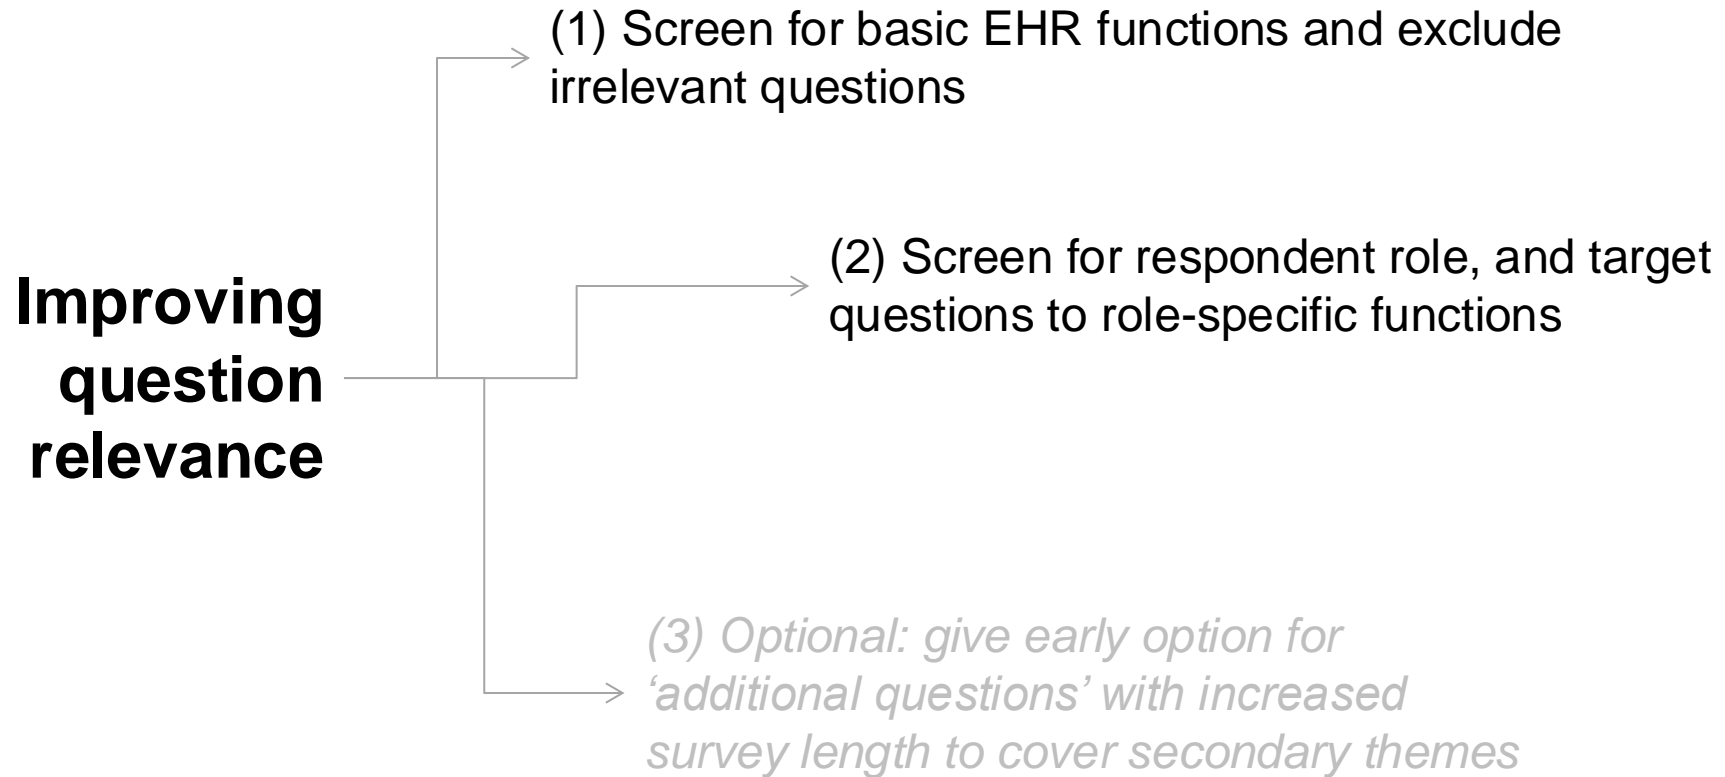 (1) Screen for basic EHR functions and exclude
irrelevant questions
(2) Screen for respondent role, and target
questions to role-specific functions
Improving
question
relevance
(3) Optional: give early option for
‘additional questions’ with increased
survey length to cover secondary themes